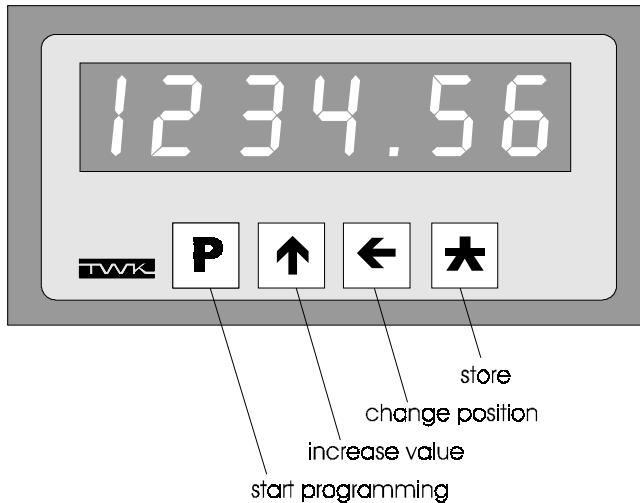 1234.56
TWK
P
store
change position
increase value
start programming